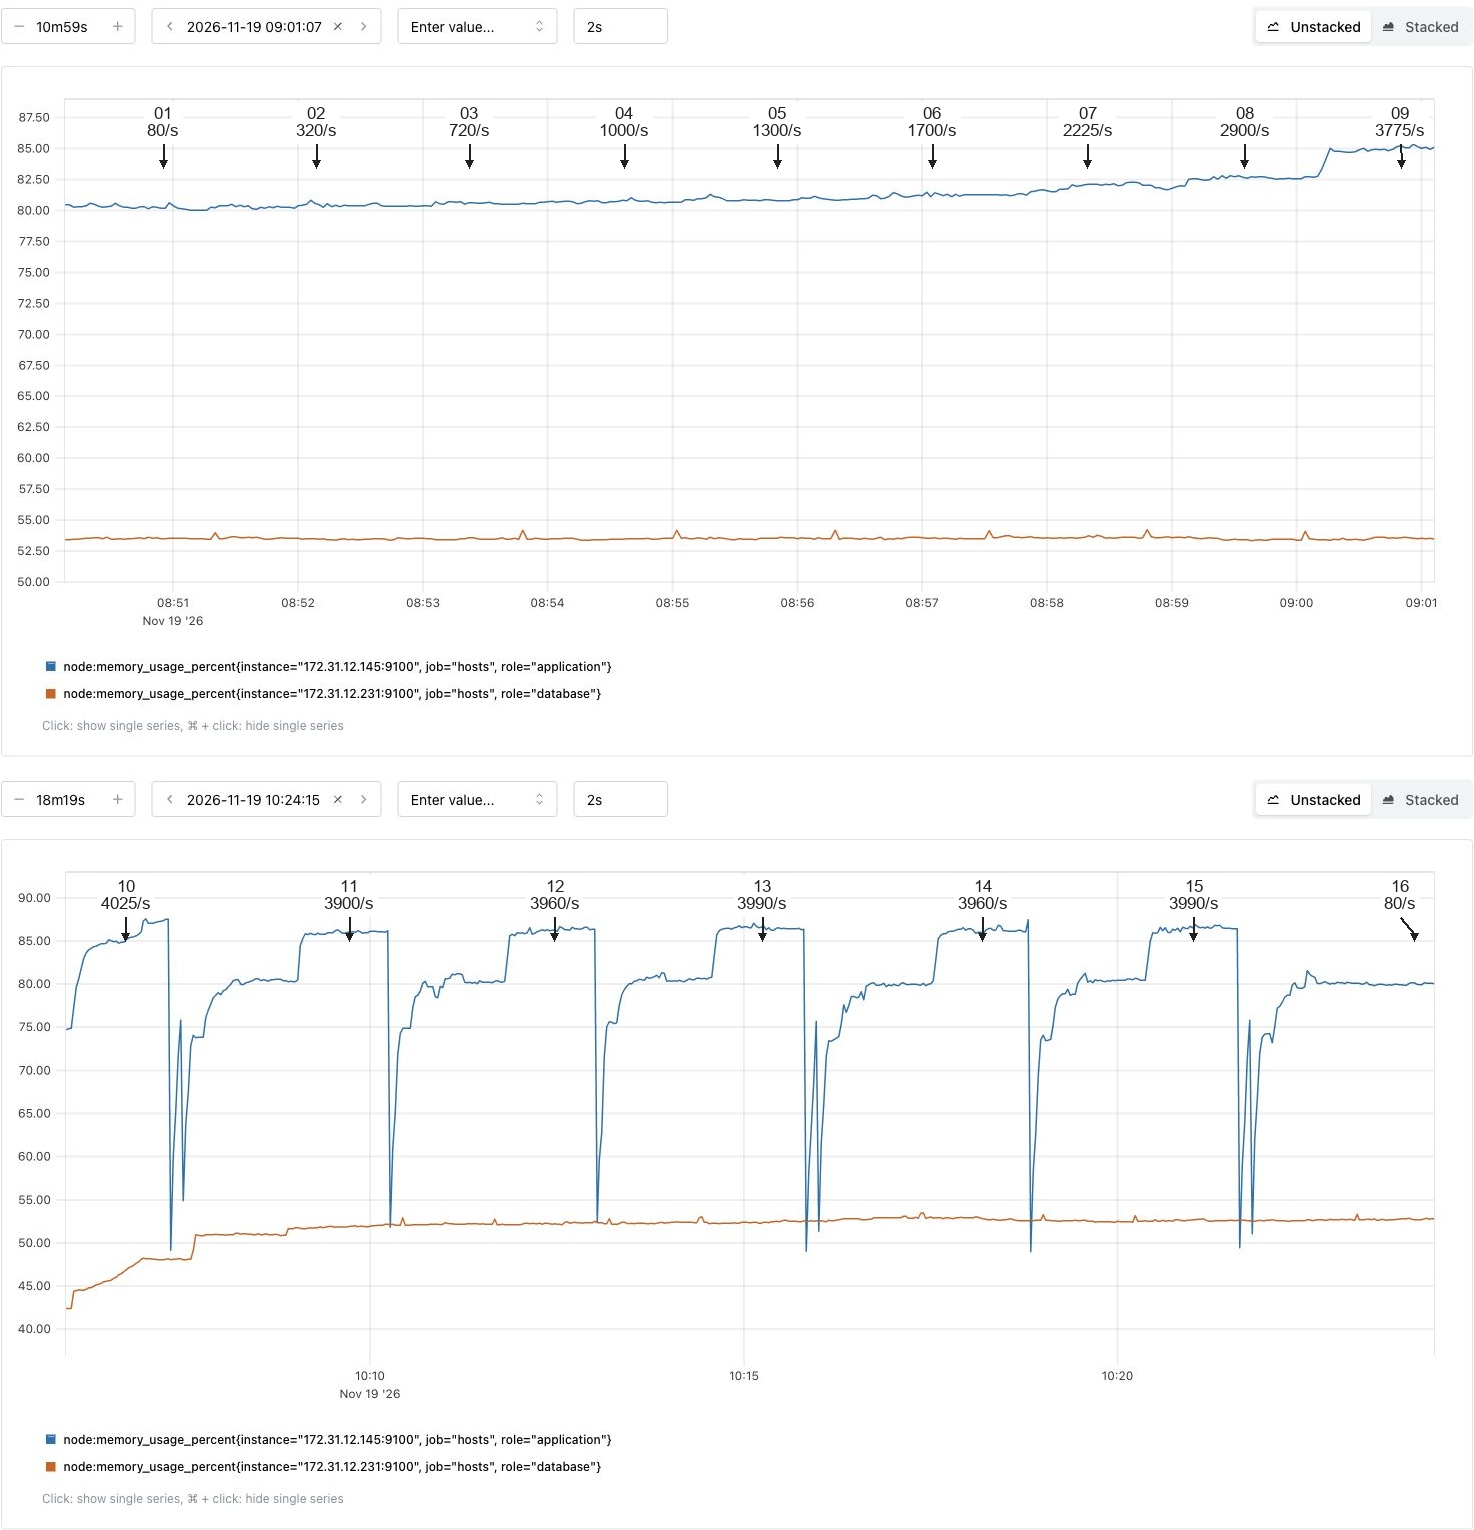 10m59s 2026-11-19 09:01:07 Enter value... 2s Unstacked Stacked
01 02 03 04 05 06 07 08 09
80/s 320/s 720/s 1000/s 1300/s 1700/s 2225/s 2900/s 3775/s
87.50
85.00
82.50
80.00
77.50
75.00
72.50
70.00
67.50
65.00
62.50
60.00
57.50
55.00
52.50
50.00
08:51 08:52 08:53 08:54 08:55 08:56 08:57 08:58 08:59 09:00 09:01
Nov 19 '26
node:memory_usage_percent{instance="172.31.12.145:9100", job="hosts", role="application"}
node:memory_usage_percent{instance="172.31.12.231:9100", job="hosts", role="database"}
Click: show single series, ⌘ + click: hide single series
18m19s 2026-11-19 10:24:15 Enter value... 2s Unstacked Stacked
10 11 12 13 14 15 16
4025/s 3900/s 3960/s 3990/s 3960/s 3990/s 80/s
90.00
85.00
80.00
75.00
70.00
65.00
60.00
55.00
50.00
45.00
40.00
10:10 10:15 10:20
Nov 19 '26
node:memory_usage_percent{instance="172.31.12.145:9100", job="hosts", role="application"}
node:memory_usage_percent{instance="172.31.12.231:9100", job="hosts", role="database"}
Click: show single series, ⌘ + click: hide single series